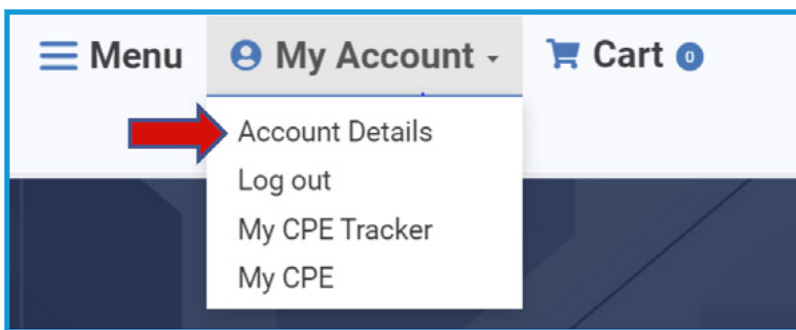 Menu My Account Cart 0
Account Details
Log out
My CPE Tracker
My CPE